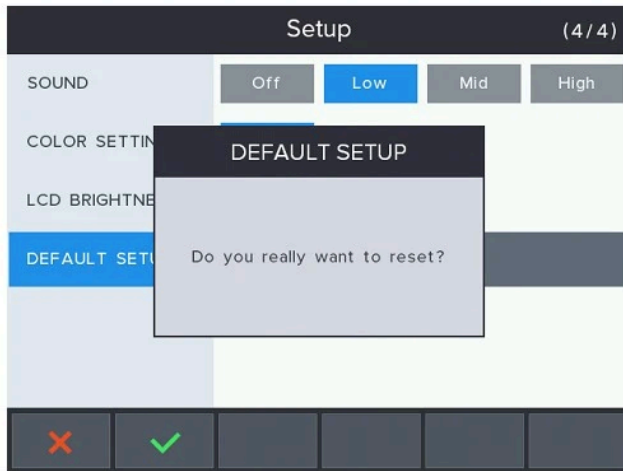 Setup
(4/4)
SOUND
Off
Low
Mid
High
COLOR SETTIN
LCD BRIGHTNE
DEFAULT SETU
DEFAULT SETUP
Do you really want to reset?